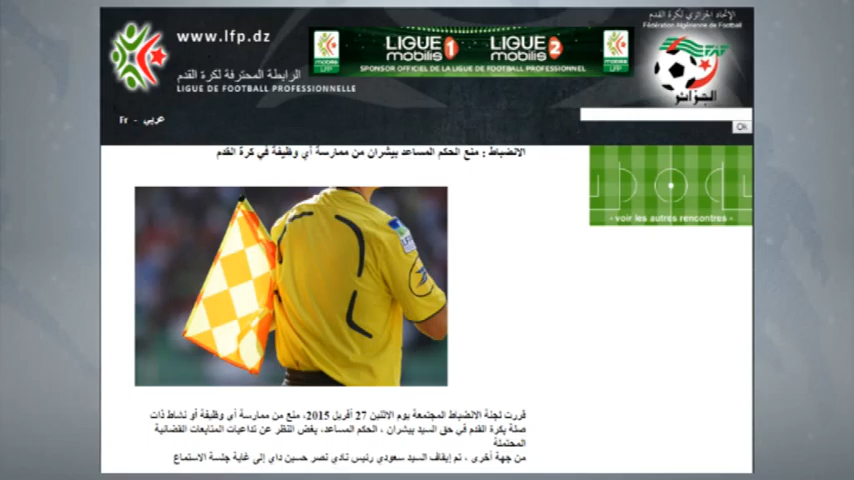 www.lfp.dz
الرابطة المحترفة لكرة القدم
LIGUE DE FOOTBALL PROFESSIONNELLE
Fr - عربي
LIGUE mobilis 1 LIGUE mobilis 2
SPONSOR OFFICIEL DE LA LIGUE DE FOOTBALL PROFESSIONNEL
الإتحاد الجزائري لكرة القدم
Fédération Algérienne de Football
FAF
الجزائر
Ok
الانضباط : منع الحكم المساعد بيشران من ممارسة أي وظيفة في كرة القدم
- voir les autres rencontres -
قررت لجنة الانضباط المجتمعة يوم الاثنين 27 أفريل 2015، منع من ممارسة أي وظيفة أو نشاط ذات
صلة بكرة القدم في حق السيد بيشران ، الحكم المساعد، بغض النظر عن تداعيات المتابعات القضائية
المحتملة
من جهة أخرى ، تم إيقاف السيد سعودي رئيس نادي نصر حسين داي إلى غاية جلسة الاستماع